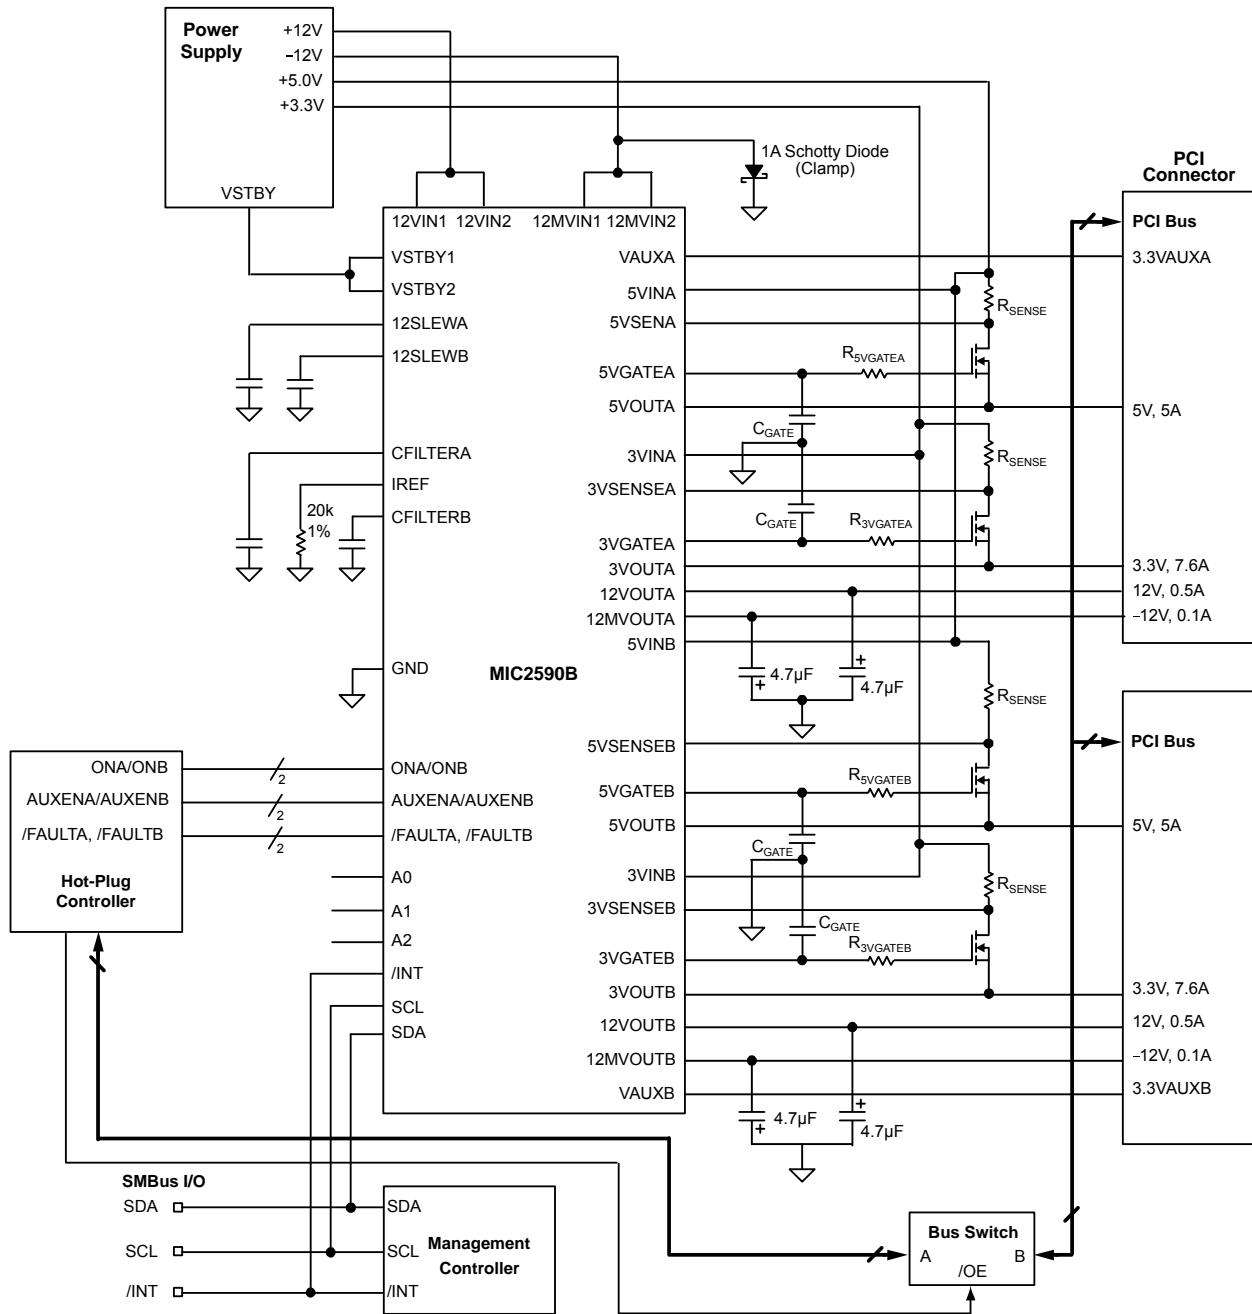 Power
Supply
+12V
–12V
+5.0V
+3.3V
VSTBY
1A Schotty Diode
(Clamp)
PCI
Connector
12VIN1
12VIN2
12MVIN1
12MVIN2
VSTBY1
VSTBY2
12SLEWA
12SLEWB
CFILTERA
IREF
20k
1%
CFILTERB
GND
MIC2590B
ONA/ONB
AUXENA/AUXENB
/FAULTA, /FAULTB
A0
A1
A2
/INT
SCL
SDA
VAUXA
5VINA
5VSENA
5VGATEA
5VOUTA
3VINA
3VSENSEA
3VGATEA
3VOUTA
12VOUTA
12MVOUTA
5VINB
5VSENSEB
5VGATEB
5VOUTB
3VINB
3VSENSEB
3VGATEB
3VOUTB
12VOUTB
12MVOUTB
VAUXB
RSENSE
R5VGATEA
CGATE
RSENSE
CGATE
R3VGATEA
4.7µF
+
+
4.7µF
RSENSE
R5VGATEB
CGATE
RSENSE
CGATE
R3VGATEB
4.7µF
+
+
4.7µF
PCI Bus
3.3VAUXA
5V, 5A
3.3V, 7.6A
12V, 0.5A
–12V, 0.1A
PCI Bus
5V, 5A
3.3V, 7.6A
12V, 0.5A
–12V, 0.1A
3.3VAUXB
ONA/ONB
AUXENA/AUXENB
/FAULTA, /FAULTB
Hot-Plug
Controller
2
2
2
SMBus I/O
SDA
SCL
/INT
SDA
SCL
/INT
Management
Controller
Bus Switch
A
B
/OE